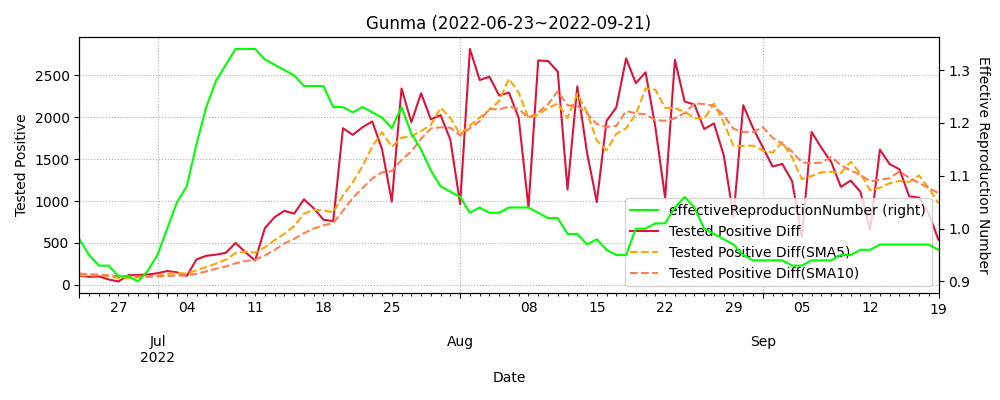 Gunma (2022-06-23~2022-09-21)
Tested Positive
2500
2000
1500
1000
500
0
1.3
1.2
1.1
1.0
0.9
Effective Reproduction Number
effectiveReproductionNumber (right)
Tested Positive Diff
Tested Positive Diff(SMA5)
Tested Positive Diff(SMA10)
27 04 11 18 25 08 15 22 29 05 12 19
Jul Aug Sep
2022
Date